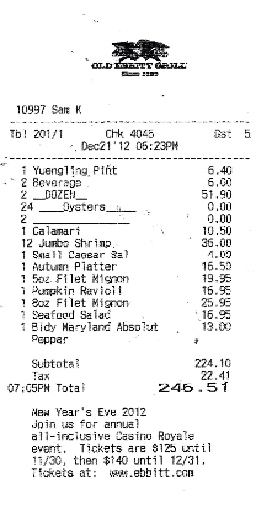 OLD EBBITT GRILL
Since 1856
10997 Sam K
Tbl 201/1 Chk 4045 Gst 5
Dec21'12 06:23PM
1 Yuengling Pint 6.40
2 Beverage 6.00
2 __DOZEN__ 51.90
24 ____Oysters____ 0.00
2 ____________ 0.00
1 Calamari 10.50
12 Jumbo Shrimp 36.00
1 Small Caesar Sal 4.00
1 Autumn Platter 16.50
1 5oz Filet Mignon 19.95
1 Pumpkin Ravioli 16.95
1 8oz Filet Mignon 25.95
1 Seafood Salad 16.95
1 Bldy Maryland Absolut 13.00
Pepper
Subtotal 224.10
Tax 22.41
07:05PM Total 246.51
New Year's Eve 2012
Join us for annual
all-inclusive Casino Royale
event. Tickets are $125 until
11/30, then $140 until 12/31.
Tickets at: www.ebbitt.com